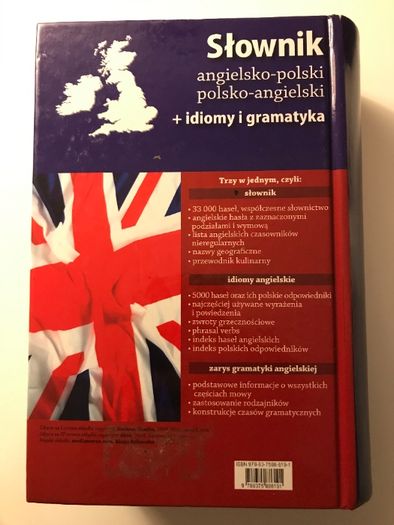 Słownik
angielsko-polski
polsko-angielski
+ idiomy i gramatyka
Trzy w jednym, czyli:
słownik
• 33 000 haseł, współczesne słownictwo
• angielskie hasła z zaznaczonymi
podziałami i wymową
• lista angielskich czasowników
nieregularnych
• nazwy geograficzne
• przewodnik kulinarny
idiomy angielskie
• 5000 haseł oraz ich polskie odpowiedniki
• najczęściej używane wyrażenia
i powiedzenia
• zwroty grzecznościowe
• phrasal verbs
• indeks haseł angielskich
• indeks polskich odpowiedników
zarys gramatyki angielskiej
• podstawowe informacje o wszystkich
częściach mowy
• zastosowanie rodzajników
• konstrukcje czasów gramatycznych